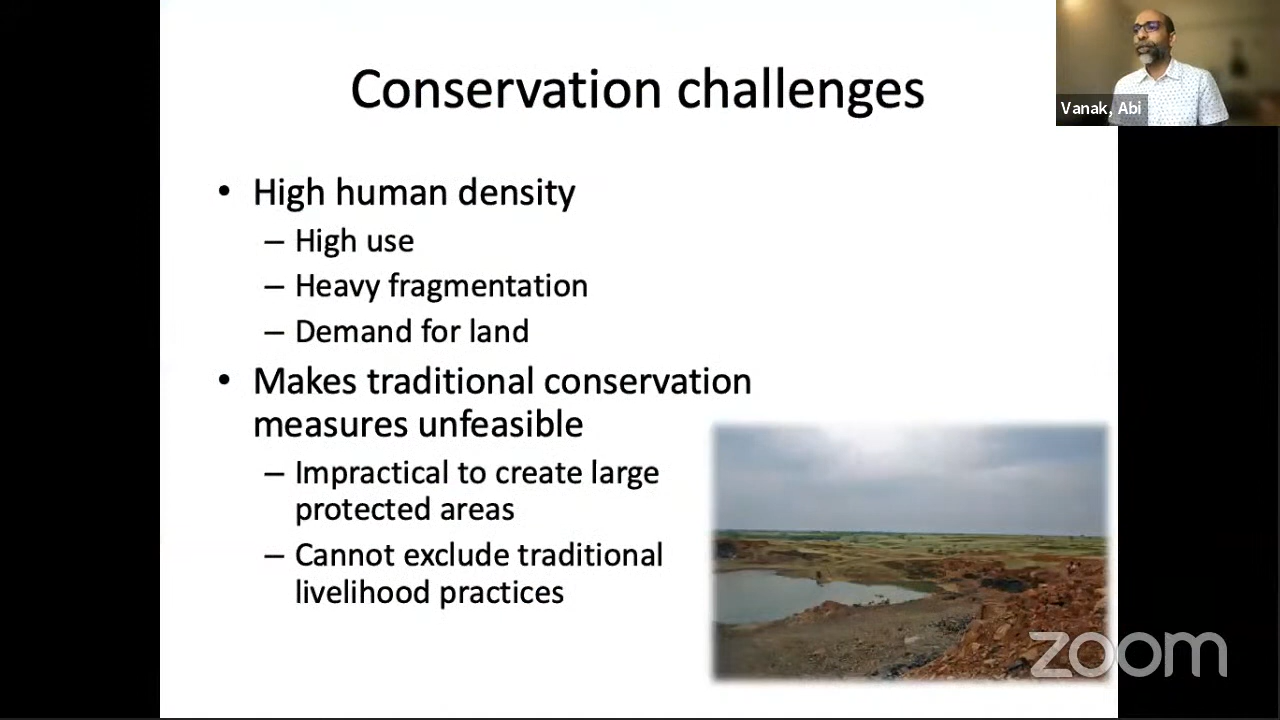 Conservation challenges
Vanak, Abi
• High human density
– High use
– Heavy fragmentation
– Demand for land
• Makes traditional conservation
measures unfeasible
– Impractical to create large
protected areas
– Cannot exclude traditional
livelihood practices
zoom